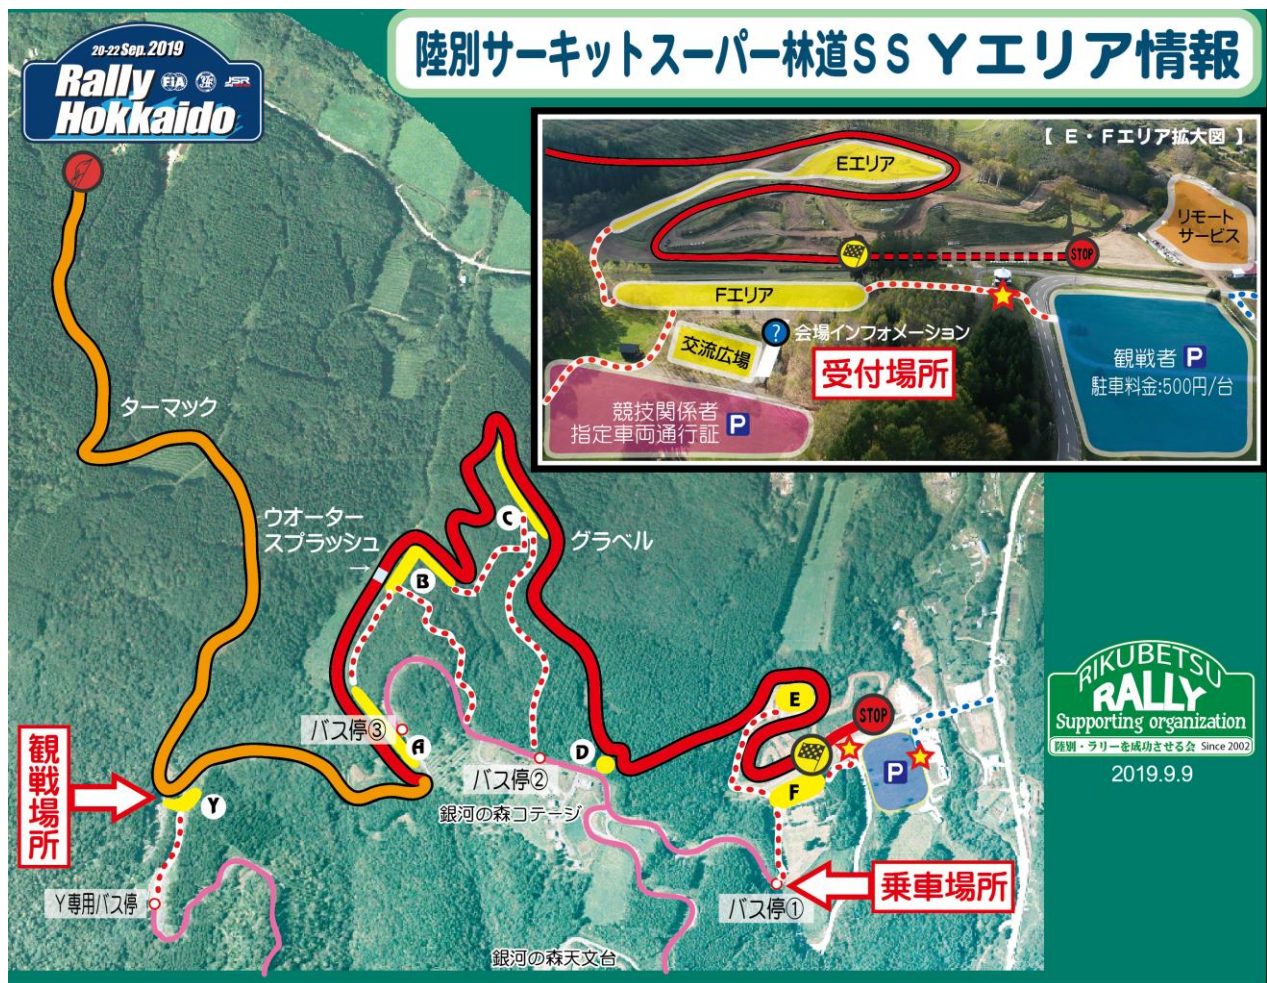 20-22 Sep. 2019
Rally
Hokkaido
FIA
JSR
陸別サーキットスーパー林道SS Yエリア情報
【 E・Fエリア拡大図 】
Eエリア
リモート
サービス
STOP
Fエリア
? 会場インフォメーション
交流広場
受付場所
観戦者 P
駐車料金:500円/台
競技関係者
指定車両通行証 P
ターマック
ウオーター
スプラッシュ
→
C
グラベル
B
E
STOP
バス停③
A
D
バス停②
P
F
観戦場所
Y
銀河の森コテージ
Y専用バス停
バス停①
乗車場所
銀河の森天文台
RIKUBETSU
RALLY
Supporting organization
陸別・ラリーを成功させる会 Since 2002
2019.9.9